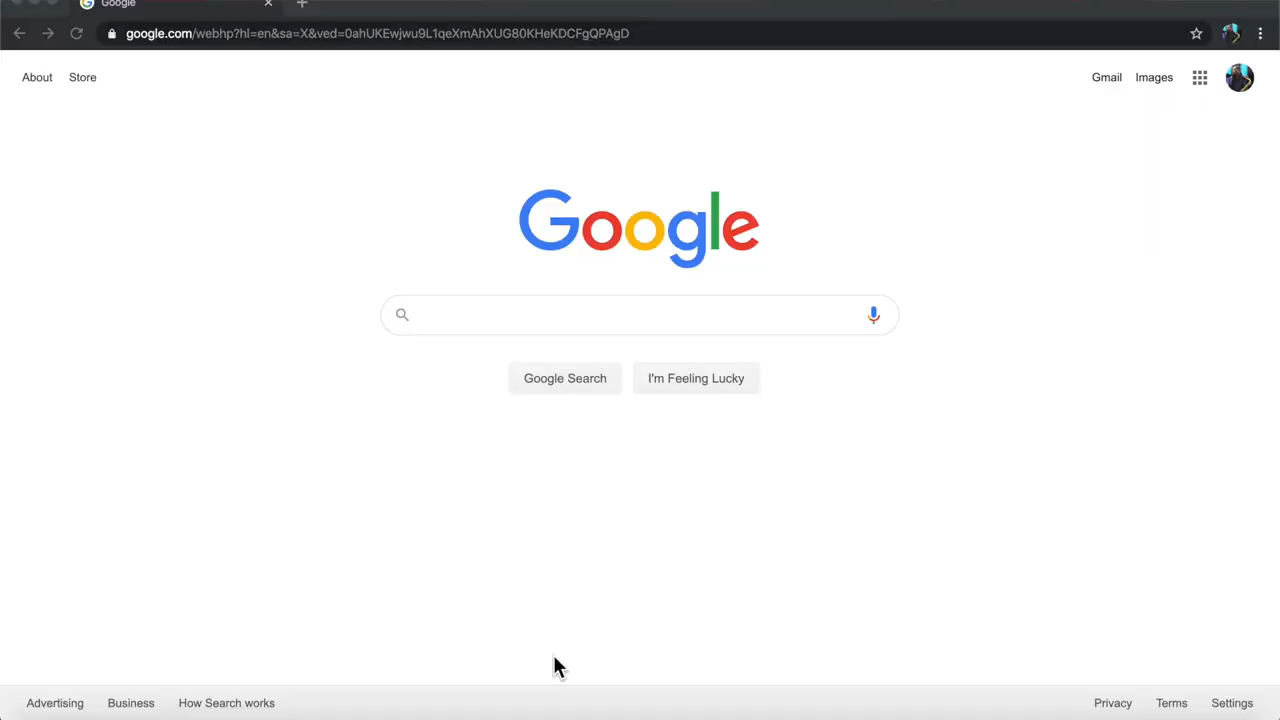 Google
google.com/webhp?hl=en&sa=X&ved=0ahUKEwjwu9L1qeXmAhXUG80KHeKDCFgQPAgD
About Store Gmail Images
Google
Google Search I'm Feeling Lucky
Advertising Business How Search works Privacy Terms Settings